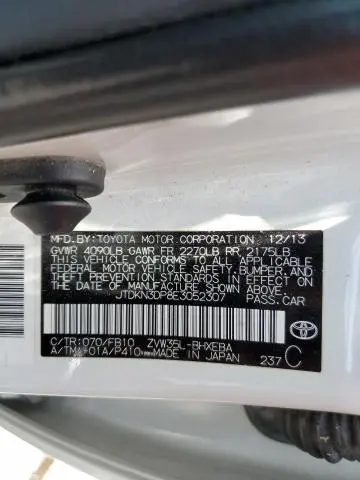 MFD.BY:TOYOTA MOTOR CORPORATION 12/13
GVWR 4090LB GAWR FR 2270LB RR 2175LB
THIS VEHICLE CONFORMS TO ALL APPLICABLE
FEDERAL MOTOR VEHICLE SAFETY, BUMPER, AND
THEFT PREVENTION STANDARDS IN EFFECT ON
THE DATE OF MANUFACTURE SHOWN ABOVE.
JTDKN3DP8E3052307 PASS.CAR
C/TR:070/FB10 ZVW35L-BHXEBA
A/TM:-01A/P410 MADE IN JAPAN 237 C